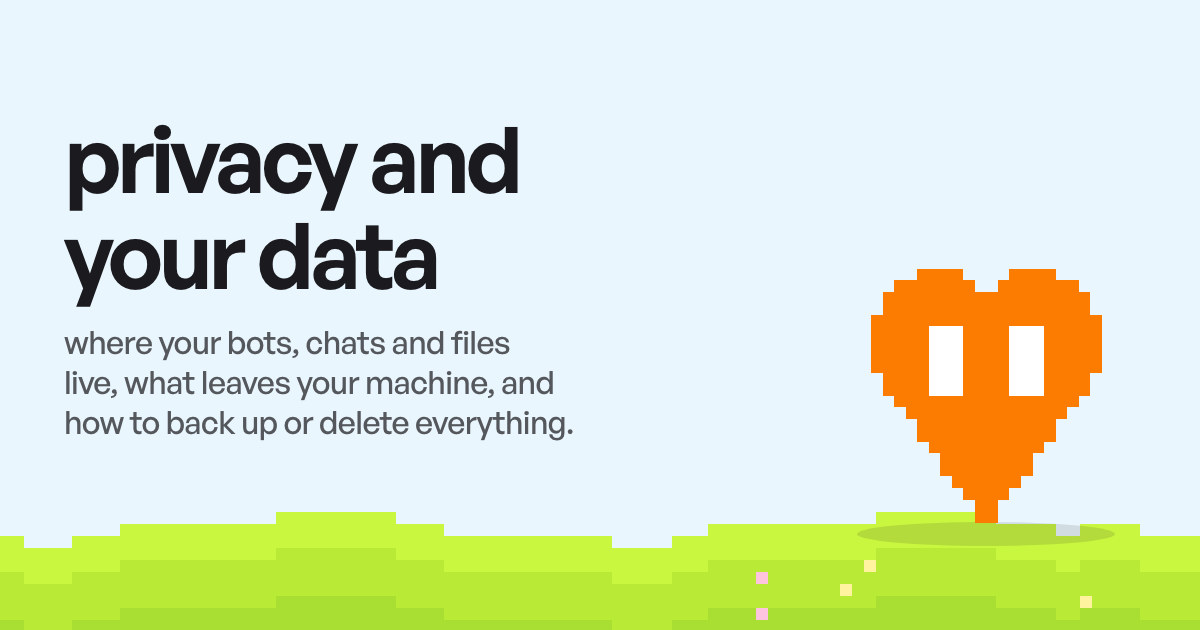 privacy and
your data
where your bots, chats and files
live, what leaves your machine, and
how to back up or delete everything.